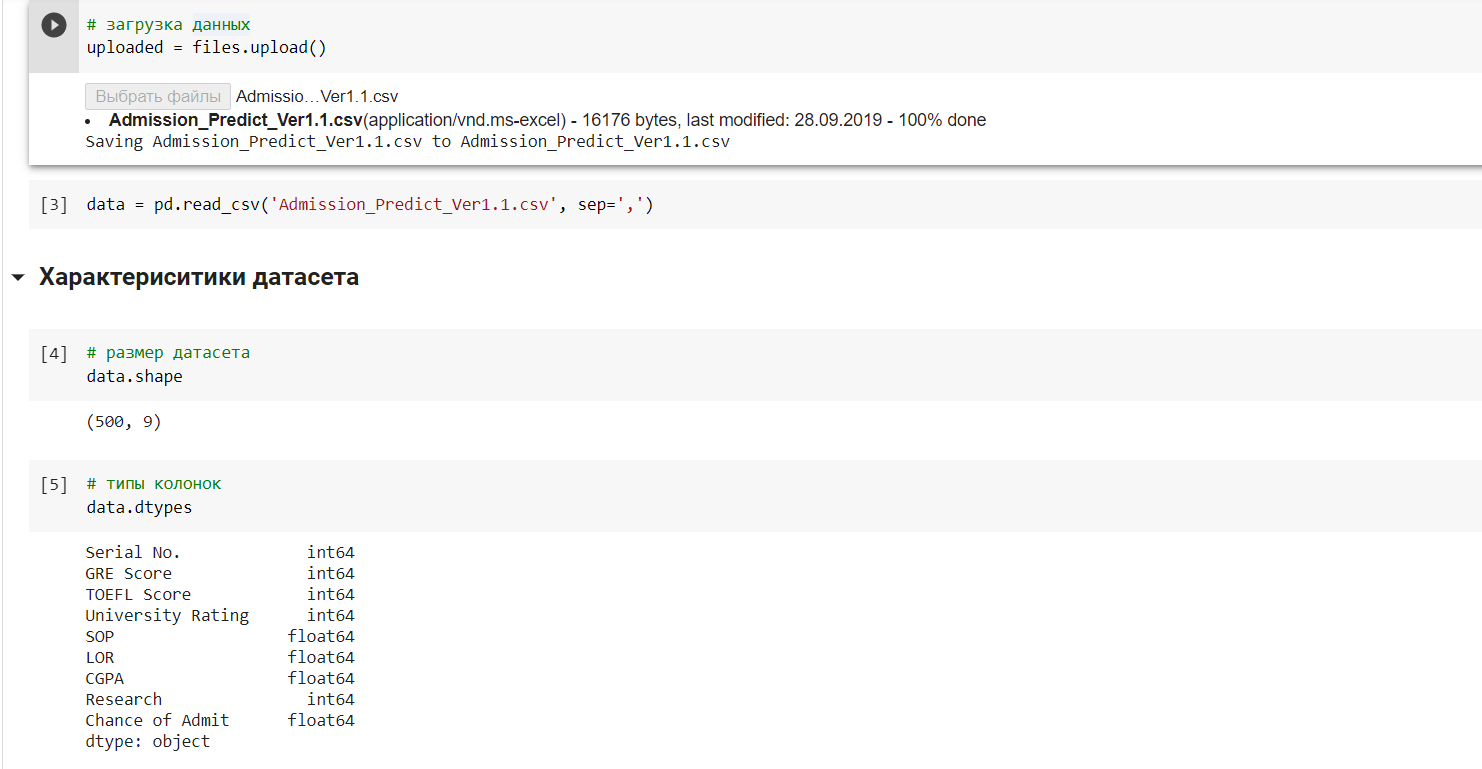 # загрузка данных
uploaded = files.upload()
Выбрать файлы Admissio…Ver1.1.csv
• Admission_Predict_Ver1.1.csv(application/vnd.ms-excel) - 16176 bytes, last modified: 28.09.2019 - 100% done
Saving Admission_Predict_Ver1.1.csv to Admission_Predict_Ver1.1.csv
[3] data = pd.read_csv('Admission_Predict_Ver1.1.csv', sep=',')
Характериситики датасета
[4] # размер датасета
data.shape
(500, 9)
[5] # типы колонок
data.dtypes
Serial No. int64
GRE Score int64
TOEFL Score int64
University Rating int64
SOP float64
LOR float64
CGPA float64
Research int64
Chance of Admit float64
dtype: object